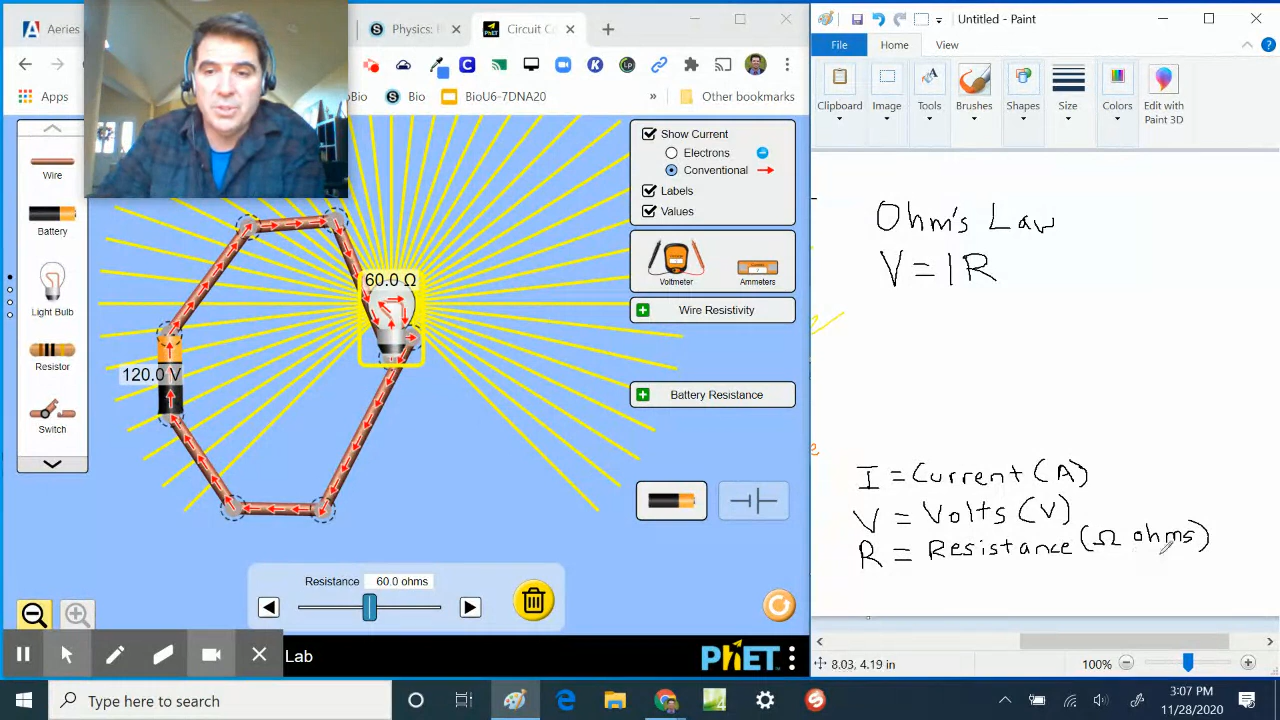 Aeries
Physics: 
Circuit C
Untitled - Paint
File
Home
View
Apps
Bio
Bio
BioU6-7DNA20
»
Other bookmarks
Clipboard
Image
Tools
Brushes
Shapes
Size
Colors
Edit with
Paint 3D
Wire
Battery
Light Bulb
Resistor
Switch
Show Current
Electrons
Conventional
Labels
Values
Voltmeter
Ammeters
Wire Resistivity
Battery Resistance
60.0 Ω
120.0 V
Resistance
60.0 ohms
Lab
PhET
Ohm's Law
V = I R
I = Current (A)
V = Volts (V)
R = Resistance (Ω ohms)
8.03, 4.19 in
100%
Type here to search
3:07 PM
11/28/2020